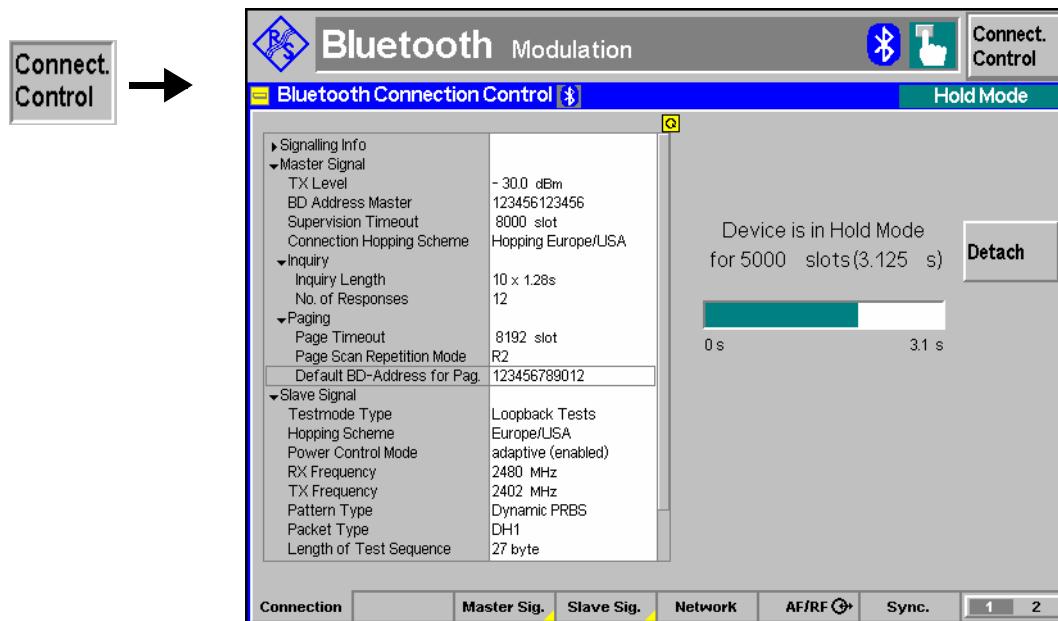 Connect.
Control
R&S
Bluetooth Modulation
Connect.
Control
Bluetooth Connection Control
Hold Mode
Signalling Info
Master Signal
TX Level - 30.0 dBm
BD Address Master 123456123456
Supervision Timeout 8000 slot
Connection Hopping Scheme Hopping Europe/USA
Inquiry
Inquiry Length 10 x 1.28s
No. of Responses 12
Paging
Page Timeout 8192 slot
Page Scan Repetition Mode R2
Default BD-Address for Pag. 123456789012
Slave Signal
Testmode Type Loopback Tests
Hopping Scheme Europe/USA
Power Control Mode adaptive (enabled)
RX Frequency 2480 MHz
TX Frequency 2402 MHz
Pattern Type Dynamic PRBS
Packet Type DH1
Length of Test Sequence 27 byte
Device is in Hold Mode
for 5000 slots (3.125 s)
0 s 3.1 s
Detach
Connection Master Sig. Slave Sig. Network AF/RF Sync. 1 2